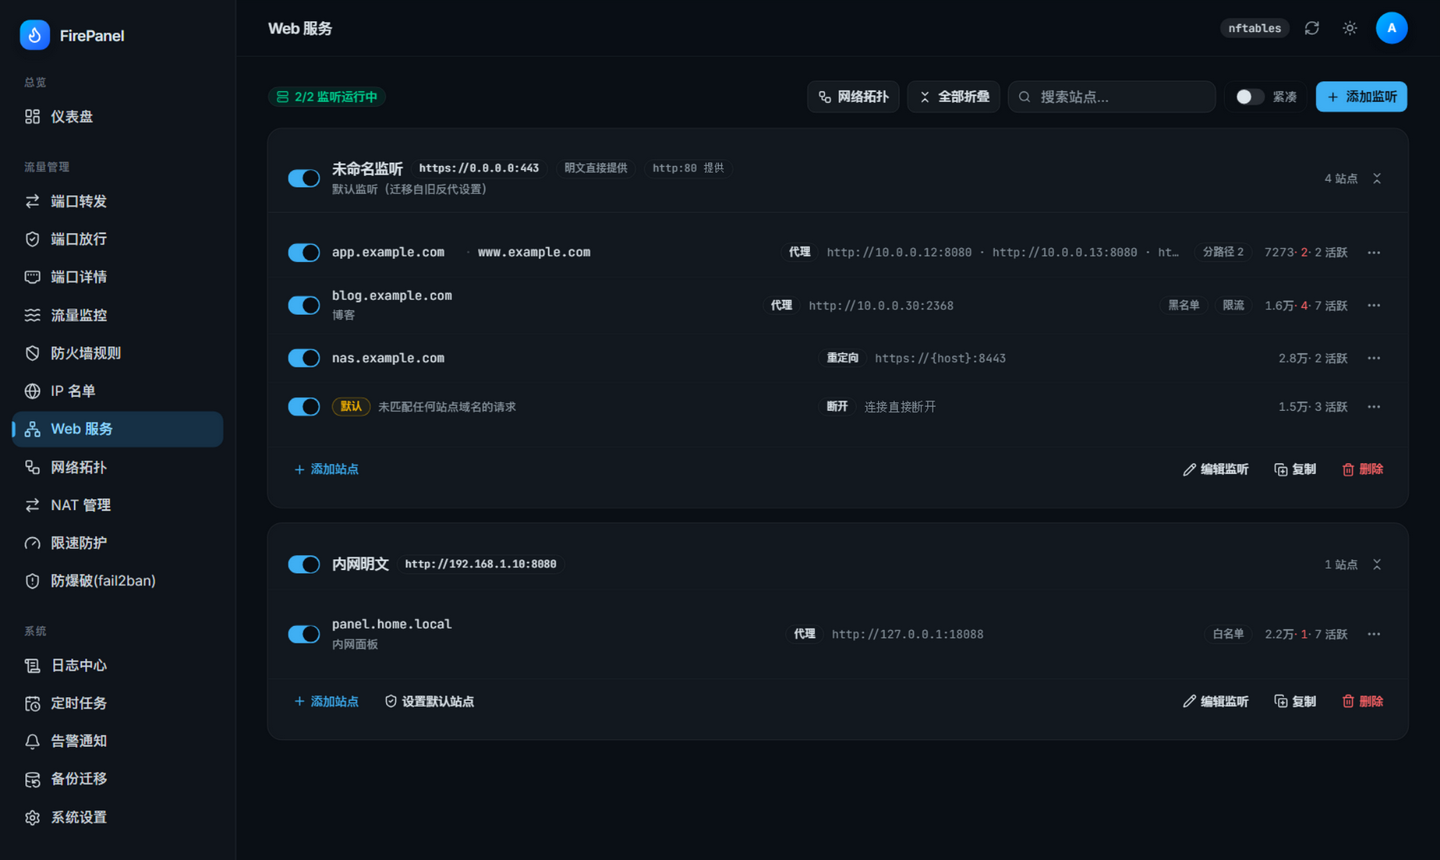 FirePanel
总览
仪表盘
流量管理
端口转发
端口放行
端口详情
流量监控
防火墙规则
IP 名单
Web 服务
网络拓扑
NAT 管理
限速防护
防爆破(fail2ban)
系统
日志中心
定时任务
告警通知
备份迁移
系统设置
Web 服务
nftables
A
2/2 监听运行中
网络拓扑
全部折叠
搜索站点...
紧凑
添加监听
未命名监听 https://0.0.0.0:443 明文直接提供 http:80 提供
默认监听（迁移自旧反代设置）
4 站点
app.example.com · www.example.com 代理 http://10.0.0.12:8080 · http://10.0.0.13:8080 · ht… 分路径 2 7273· 2· 2 活跃
blog.example.com
博客
代理 http://10.0.0.30:2368 黑名单 限流 1.6万· 4· 7 活跃
nas.example.com 重定向 https://{host}:8443 2.8万· 2 活跃
默认 未匹配任何站点域名的请求 断开 连接直接断开 1.5万· 3 活跃
添加站点 编辑监听 复制 删除
内网明文 http://192.168.1.10:8080 1 站点
panel.home.local
内网面板
代理 http://127.0.0.1:18088 白名单 2.2万· 1· 7 活跃
添加站点 设置默认站点 编辑监听 复制 删除